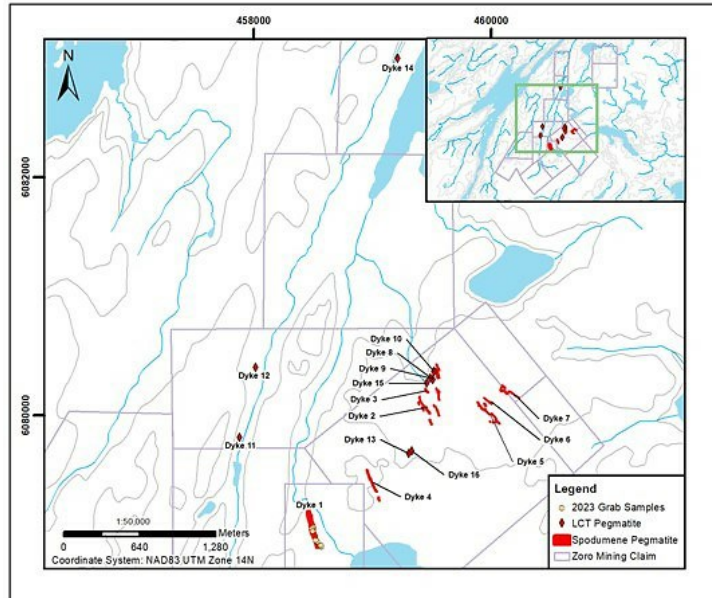 458000
460000
6082000
6080000
N
Dyke 14
Dyke 10
Dyke 8
Dyke 9
Dyke 15
Dyke 3
Dyke 2
Dyke 12
Dyke 7
Dyke 6
Dyke 11
Dyke 13
Dyke 16
Dyke 5
Dyke 4
Dyke 1
1:50,000
Meters
0 640 1,280
Coordinate System: NAD83 UTM Zone 14N
Legend
2023 Grab Samples
LCT Pegmatite
Spodumene Pegmatite
Zoro Mining Claim